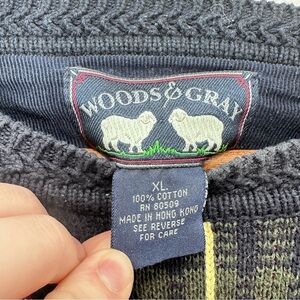 WOODS & GRAY
XL
100% COTTON
RN 80509
MADE IN HONG KONG
SEE REVERSE
FOR CARE